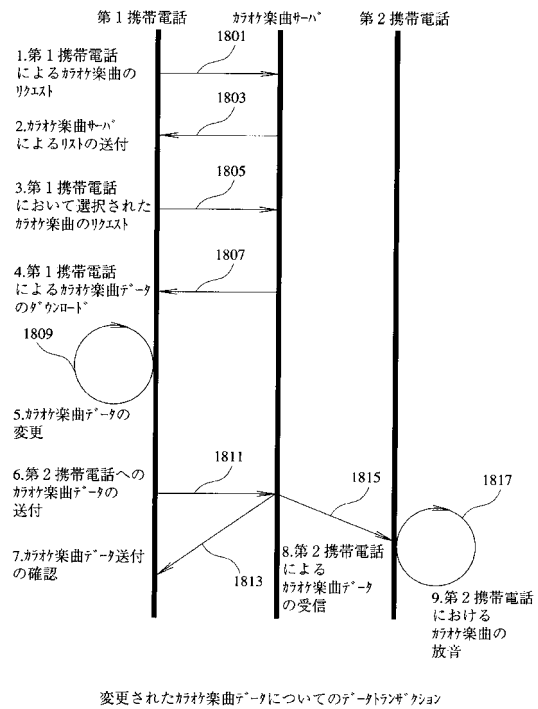 第1携帯電話
ｶﾗｵｹ楽曲ｻｰﾊﾞ
第2携帯電話
1801
1.第1携帯電話
によるｶﾗｵｹ楽曲の
ﾘｸｴｽﾄ
1803
2.ｶﾗｵｹ楽曲ｻｰﾊﾞ
によるﾘｽﾄの送付
1805
3.第1携帯電話
において選択された
ｶﾗｵｹ楽曲のﾘｸｴｽﾄ
1807
4.第1携帯電話
によるｶﾗｵｹ楽曲ﾃﾞｰﾀ
のﾀﾞｳﾝﾛｰﾄﾞ
1809
5.ｶﾗｵｹ楽曲ﾃﾞｰﾀの
変更
1811
6.第2携帯電話への
ｶﾗｵｹ楽曲ﾃﾞｰﾀの
送付
1815
1817
7.ｶﾗｵｹ楽曲ﾃﾞｰﾀ送付
の確認
1813
8.第2携帯電話
による
ｶﾗｵｹ楽曲ﾃﾞｰﾀ
の受信
9.第2携帯電話
における
ｶﾗｵｹ楽曲の
放音
変更されたｶﾗｵｹ楽曲ﾃﾞｰﾀについてのﾃﾞｰﾀﾄﾗﾝｻﾞｸｼｮﾝ